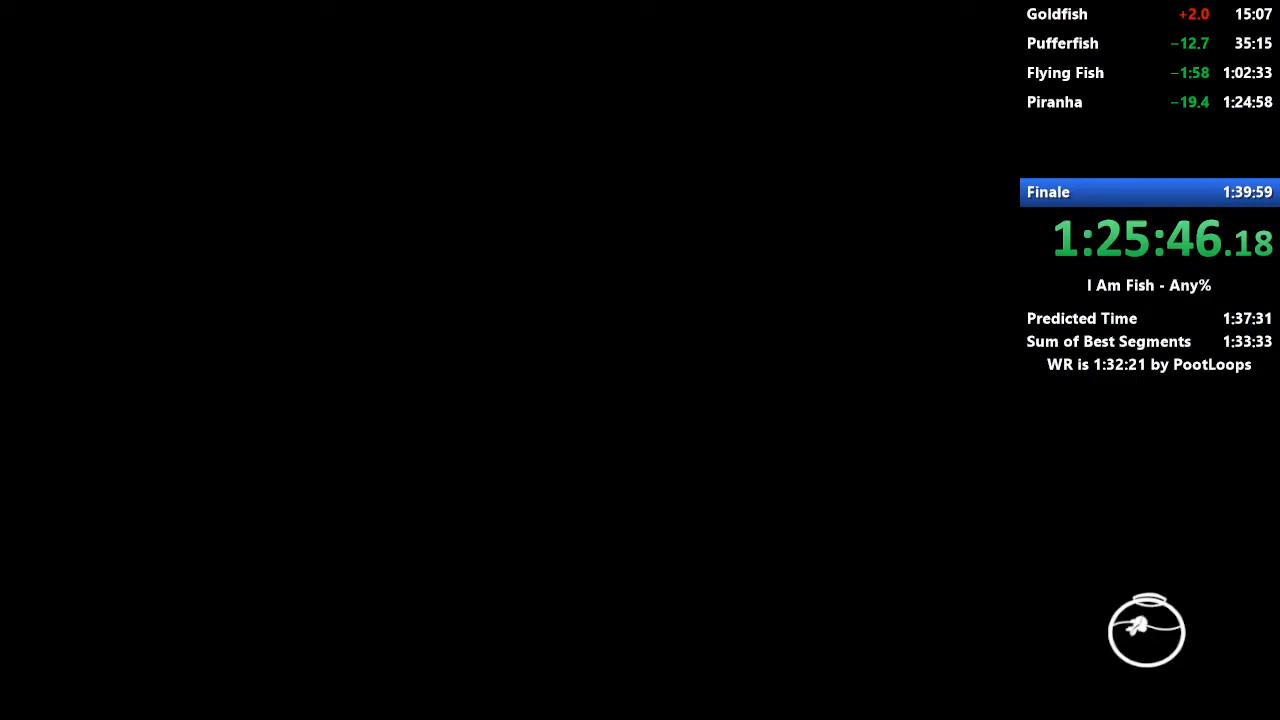 Goldfish +2.0 15:07
Pufferfish −12.7 35:15
Flying Fish −1:58 1:02:33
Piranha −19.4 1:24:58
Finale 1:39:59
1:25:46.18
I Am Fish - Any%
Predicted Time 1:37:31
Sum of Best Segments 1:33:33
WR is 1:32:21 by PootLoops